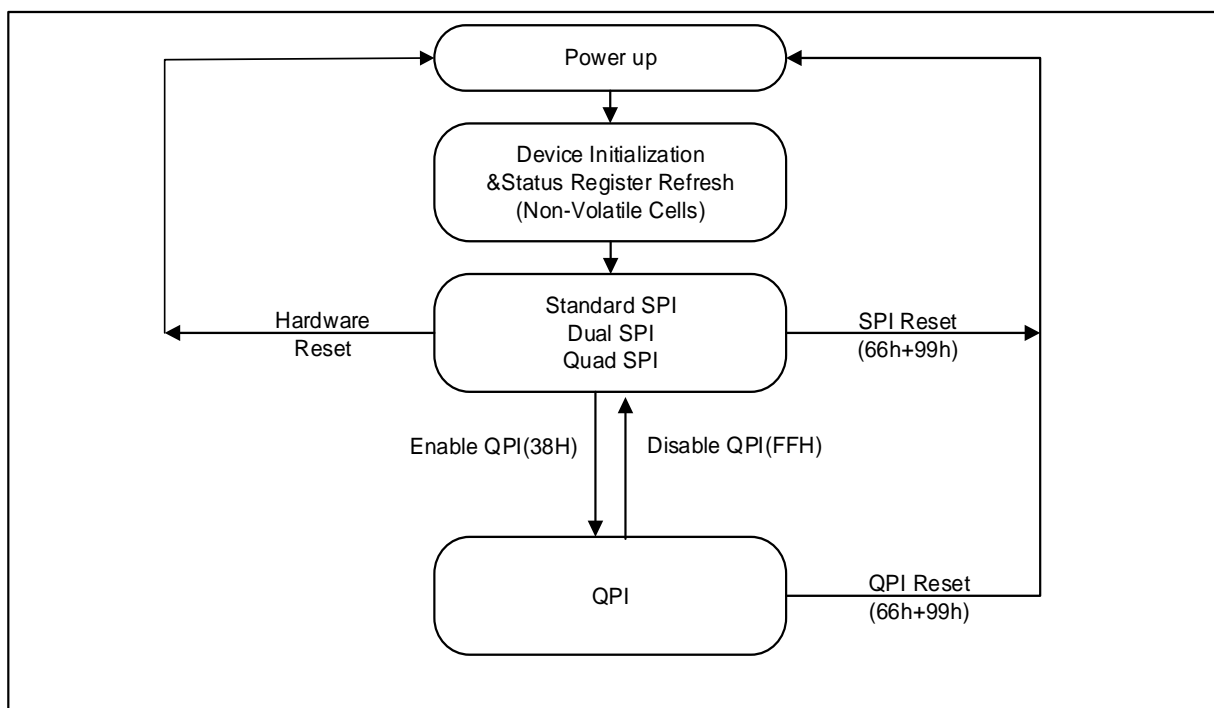 Power up
Device Initialization
&Status Register Refresh
(Non-Volatile Cells)
Standard SPI
Dual SPI
Quad SPI
Hardware
Reset
SPI Reset
(66h+99h)
Enable QPI(38H)
Disable QPI(FFH)
QPI
QPI Reset
(66h+99h)